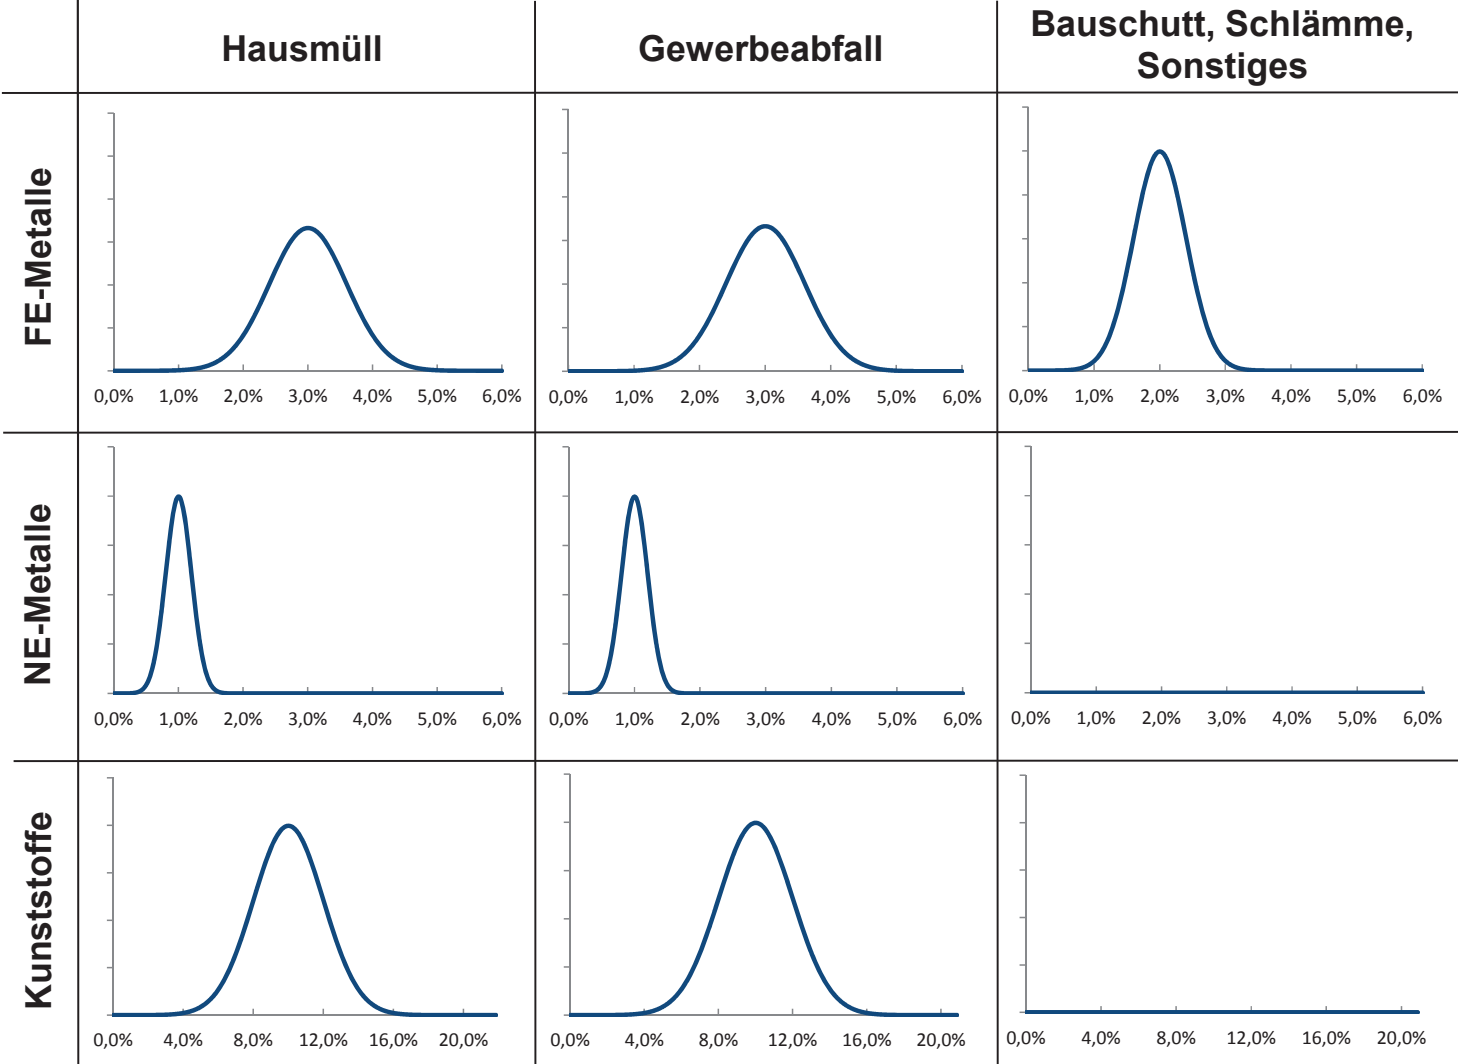 Hausmüll
Gewerbeabfall
Bauschutt, Schlämme,
Sonstiges
FE-Metalle
0,0% 1,0% 2,0% 3,0% 4,0% 5,0% 6,0%
0,0% 1,0% 2,0% 3,0% 4,0% 5,0% 6,0%
0,0% 1,0% 2,0% 3,0% 4,0% 5,0% 6,0%
NE-Metalle
0,0% 1,0% 2,0% 3,0% 4,0% 5,0% 6,0%
0,0% 1,0% 2,0% 3,0% 4,0% 5,0% 6,0%
0,0% 1,0% 2,0% 3,0% 4,0% 5,0% 6,0%
Kunststoffe
0,0% 4,0% 8,0% 12,0% 16,0% 20,0%
0,0% 4,0% 8,0% 12,0% 16,0% 20,0%
0,0% 4,0% 8,0% 12,0% 16,0% 20,0%